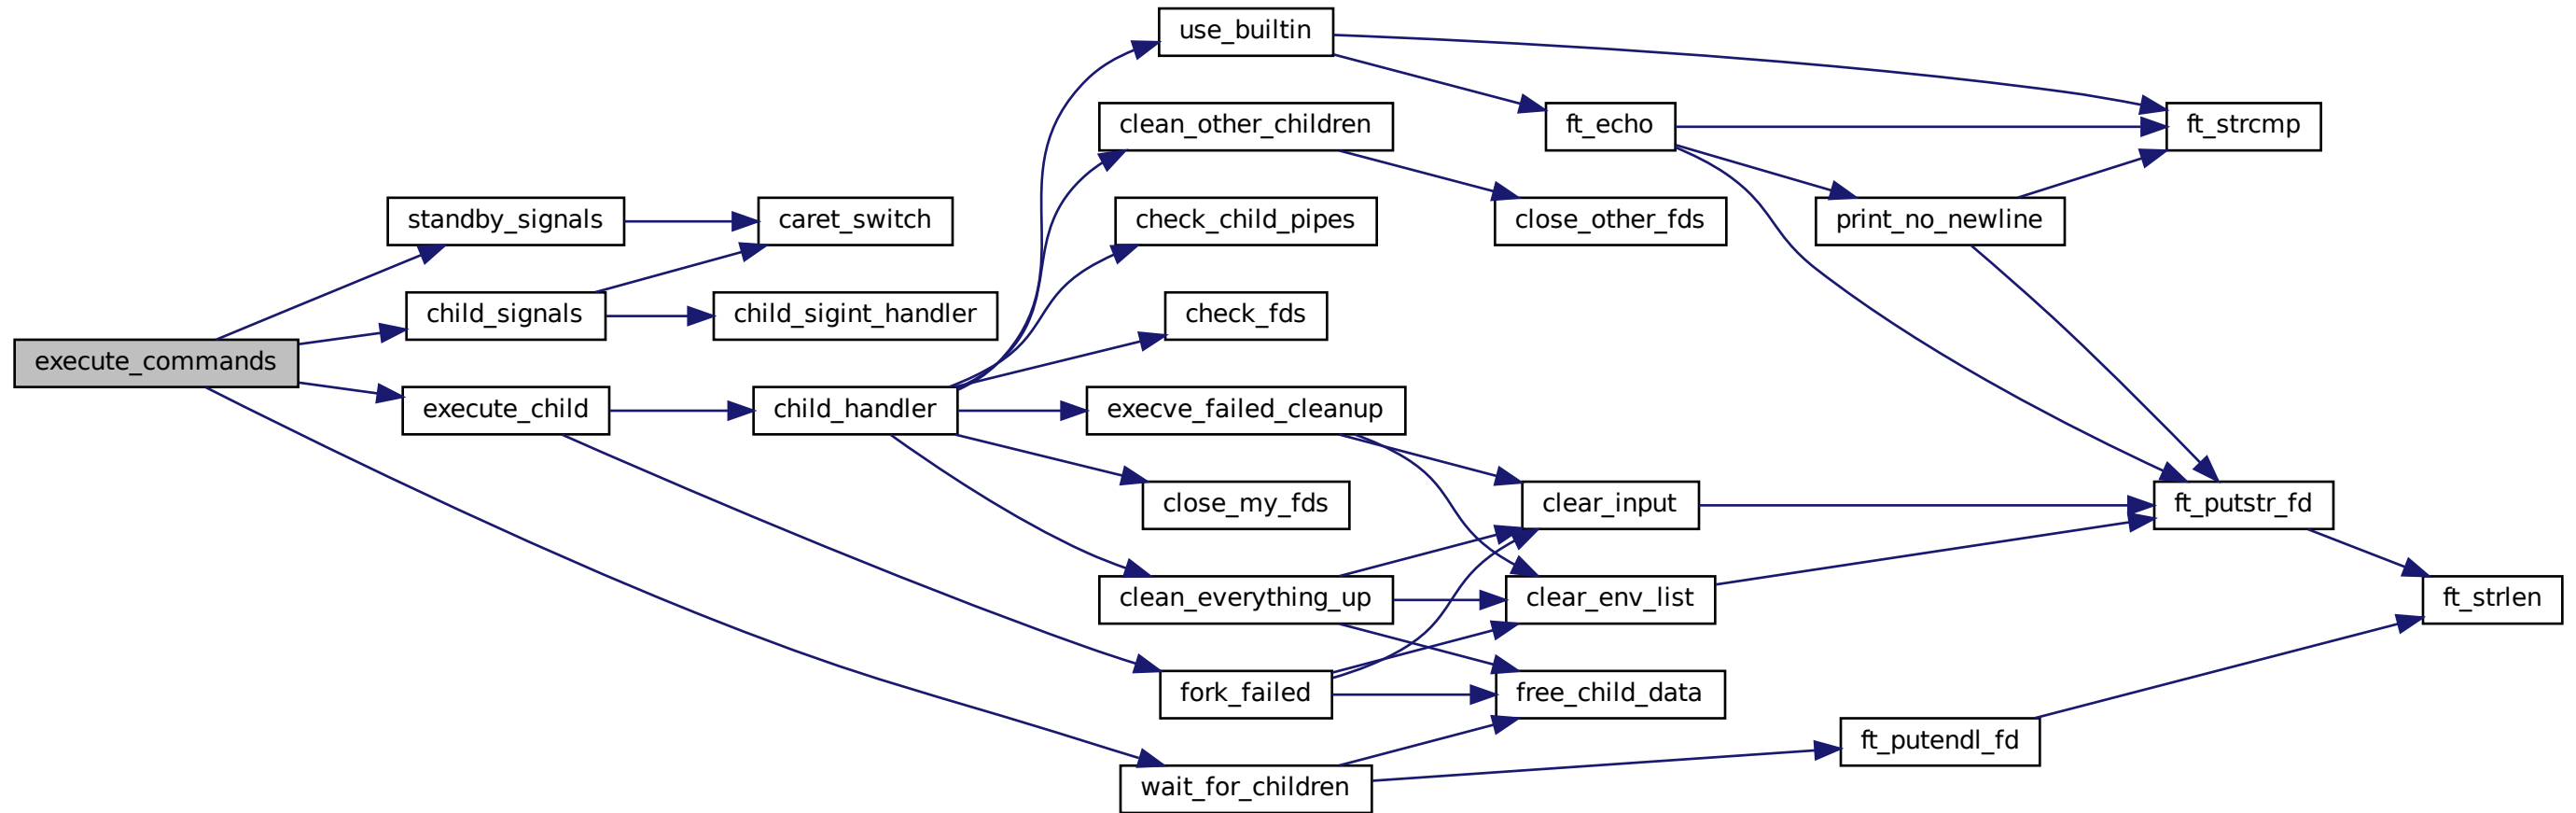 use_builtin
clean_other_children
ft_echo
ft_strcmp
standby_signals
caret_switch
check_child_pipes
close_other_fds
print_no_newline
child_signals
child_sigint_handler
check_fds
execute_commands
execute_child
child_handler
execve_failed_cleanup
close_my_fds
clear_input
ft_putstr_fd
clean_everything_up
clear_env_list
ft_strlen
fork_failed
free_child_data
ft_putendl_fd
wait_for_children